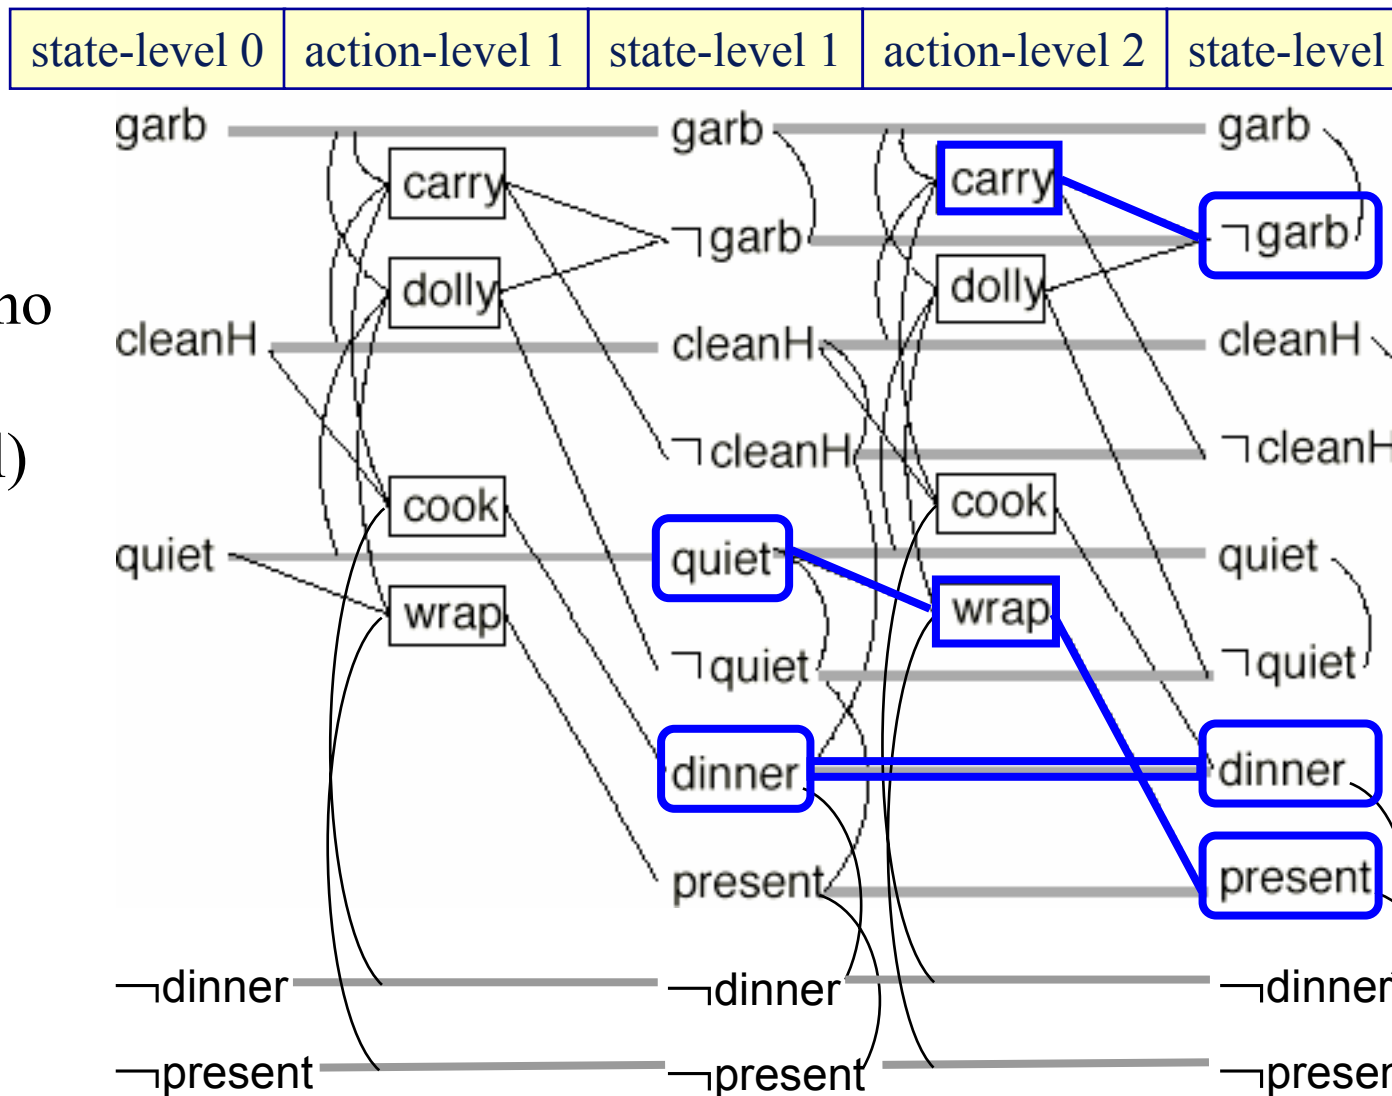 state-level 0 action-level 1 state-level 1 action-level 2 state-level
garb garb garb
carry carry
¬garb ¬garb
dolly dolly
no
cleanH cleanH cleanH
l)
¬cleanH ¬cleanH
cook cook
quiet quiet quiet
wrap wrap
¬quiet ¬quiet
dinner dinner
present present
¬dinner ¬dinner ¬dinner
¬present ¬present ¬presen